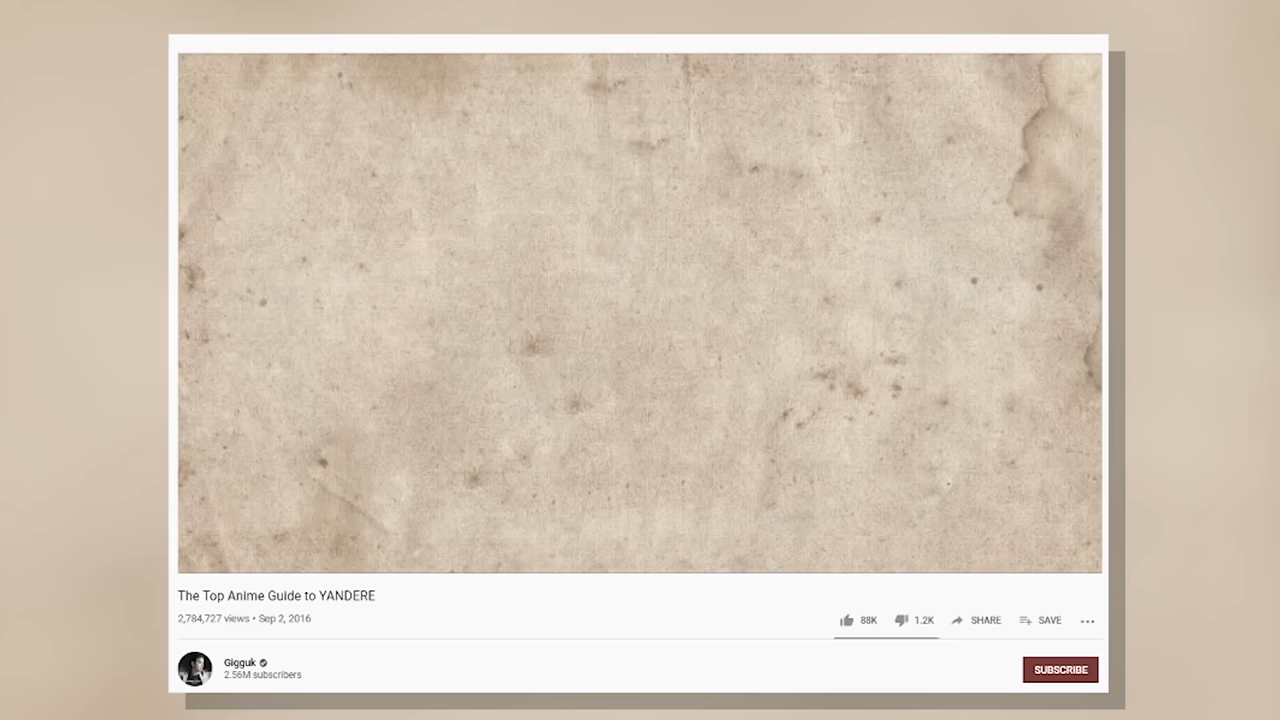 The Top Anime Guide to YANDERE
2,784,727 views • Sep 2, 2016
88K 1.2K SHARE SAVE
Gigguk
2.56M subscribers
SUBSCRIBE